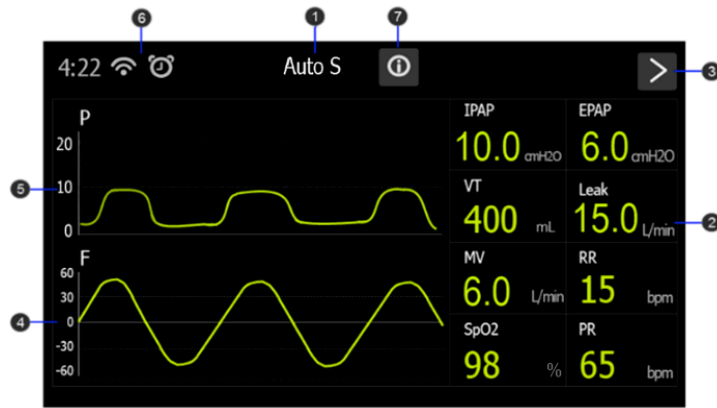 6 1 7
4:22 Auto S
3
P
20
10
0
5
F
60
30
0
-30
-60
4
IPAP EPAP
10.0 cmH2O 6.0 cmH2O
VT Leak
400 mL 15.0 L/min
2
MV RR
6.0 L/min 15 bpm
SpO2 PR
98 % 65 bpm